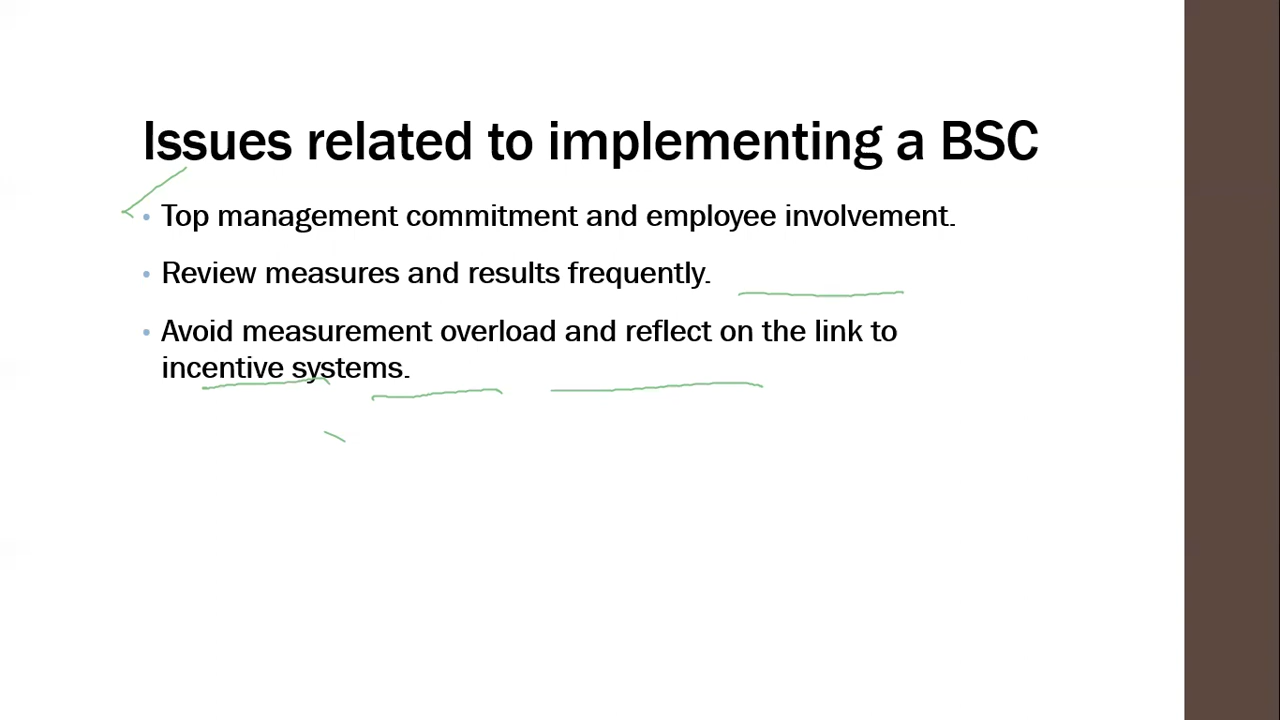 Issues related to implementing a BSC
• Top management commitment and employee involvement.
• Review measures and results frequently.
• Avoid measurement overload and reflect on the link to
incentive systems.